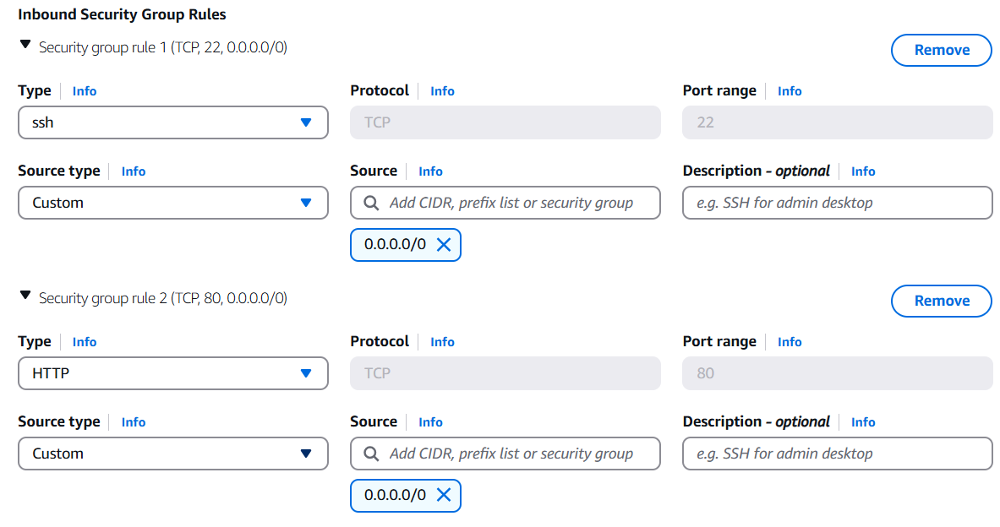 Inbound Security Group Rules
Security group rule 1 (TCP, 22, 0.0.0.0/0)
Remove
Type Info Protocol Info Port range Info
ssh TCP 22
Source type Info Source Info Description - optional Info
Custom Add CIDR, prefix list or security group e.g. SSH for admin desktop
0.0.0.0/0
Security group rule 2 (TCP, 80, 0.0.0.0/0)
Remove
Type Info Protocol Info Port range Info
HTTP TCP 80
Source type Info Source Info Description - optional Info
Custom Add CIDR, prefix list or security group e.g. SSH for admin desktop
0.0.0.0/0